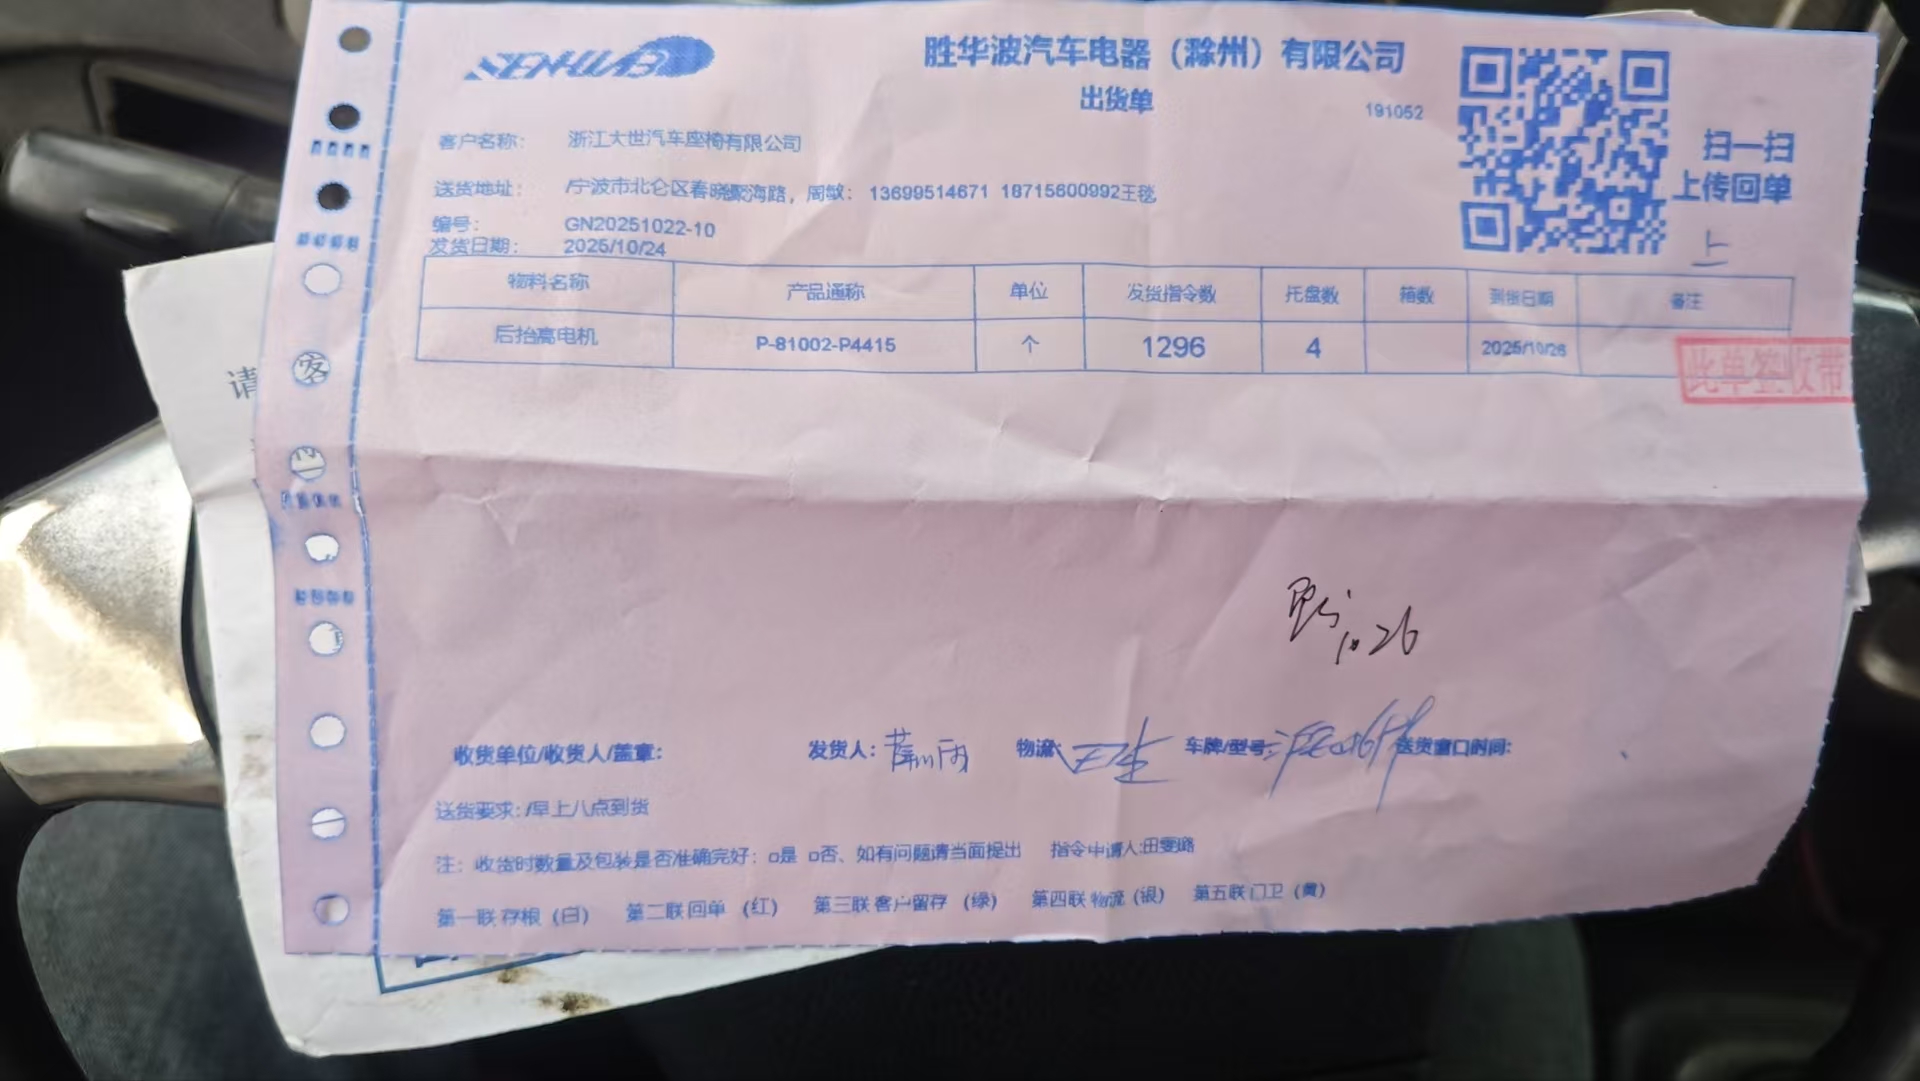 SENHUAB
胜华波汽车电器（滁州）有限公司
出货单
191052
扫一扫
上传回单
上
客户名称： 浙江大世汽车座椅有限公司
送货地址： /宁波市北仑区春晓聚海路，周敏： 13699514671 18715600992王毯
编号： GN20251022-10
发货日期： 2025/10/24
物料名称 产品通称 单位 发货指令数 托盘数 箱数 到货日期 备注
后抬高电机 P-81002-P4415 个 1296 4 2025/10/26
此单签收带
请
客
10.26
收货单位/收货人/盖章： 发货人： 物流： 车牌/型号： 送货窗口时间：
送货要求：/早上八点到货
注：收货时数量及包装是否准确完好：□是 □否、如有问题请当面提出 指令申请人:田雯璐
第一联 存根（白） 第二联 回单 （红） 第三联 客户留存 （绿） 第四联 物流（银） 第五联 门卫（黄）